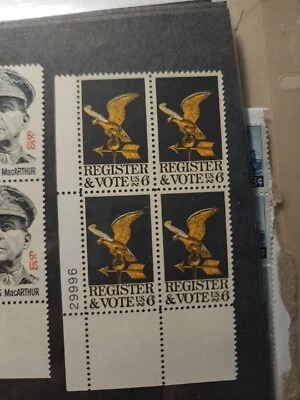 6c
US
MACARTHUR
6c
US
S MACARTHUR
REGISTER
& VOTE US 6c
REGISTER
& VOTE US 6c
REGISTER
& VOTE US 6c
REGISTER
& VOTE US 6c
29996